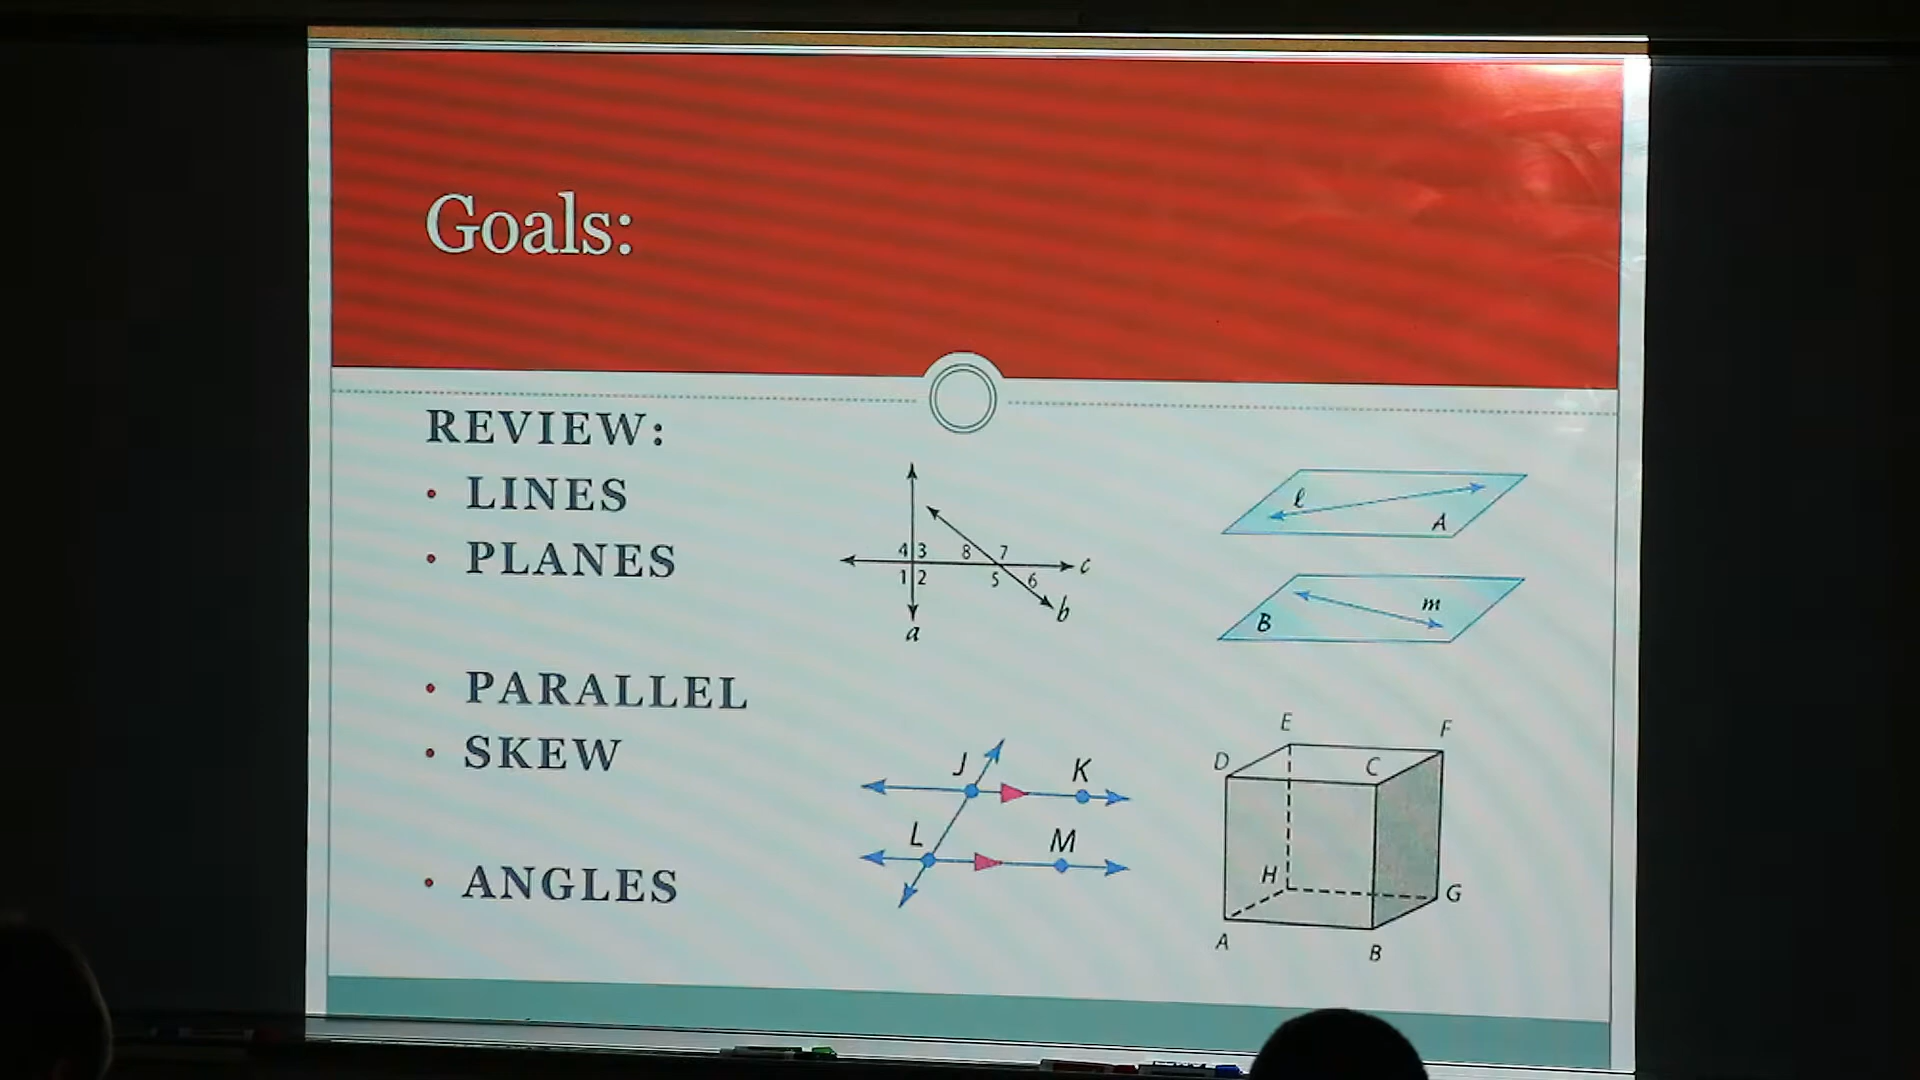 Goals:
REVIEW:
• LINES
• PLANES
• PARALLEL
• SKEW
• ANGLES
4 3 8 7
c
1 2 5 6
b
a
ℓ
A
m
B
J K
L M
E F
D C
H G
A B